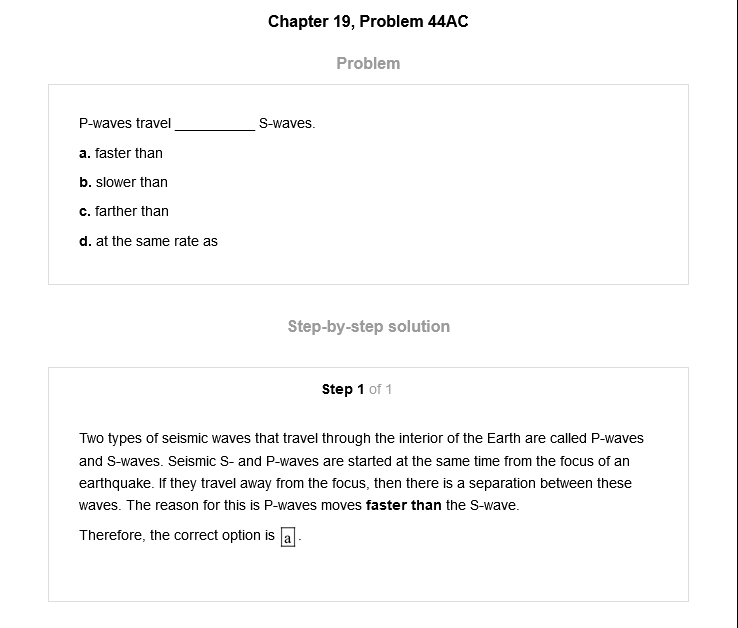 Chapter 19, Problem 44AC
Problem
P-waves travel __________ S-waves.
a. faster than
b. slower than
c. farther than
d. at the same rate as
Step-by-step solution
Step 1 of 1
Two types of seismic waves that travel through the interior of the Earth are called P-waves
and S-waves. Seismic S- and P-waves are started at the same time from the focus of an
earthquake. If they travel away from the focus, then there is a separation between these
waves. The reason for this is P-waves moves faster than the S-wave.
Therefore, the correct option is a.